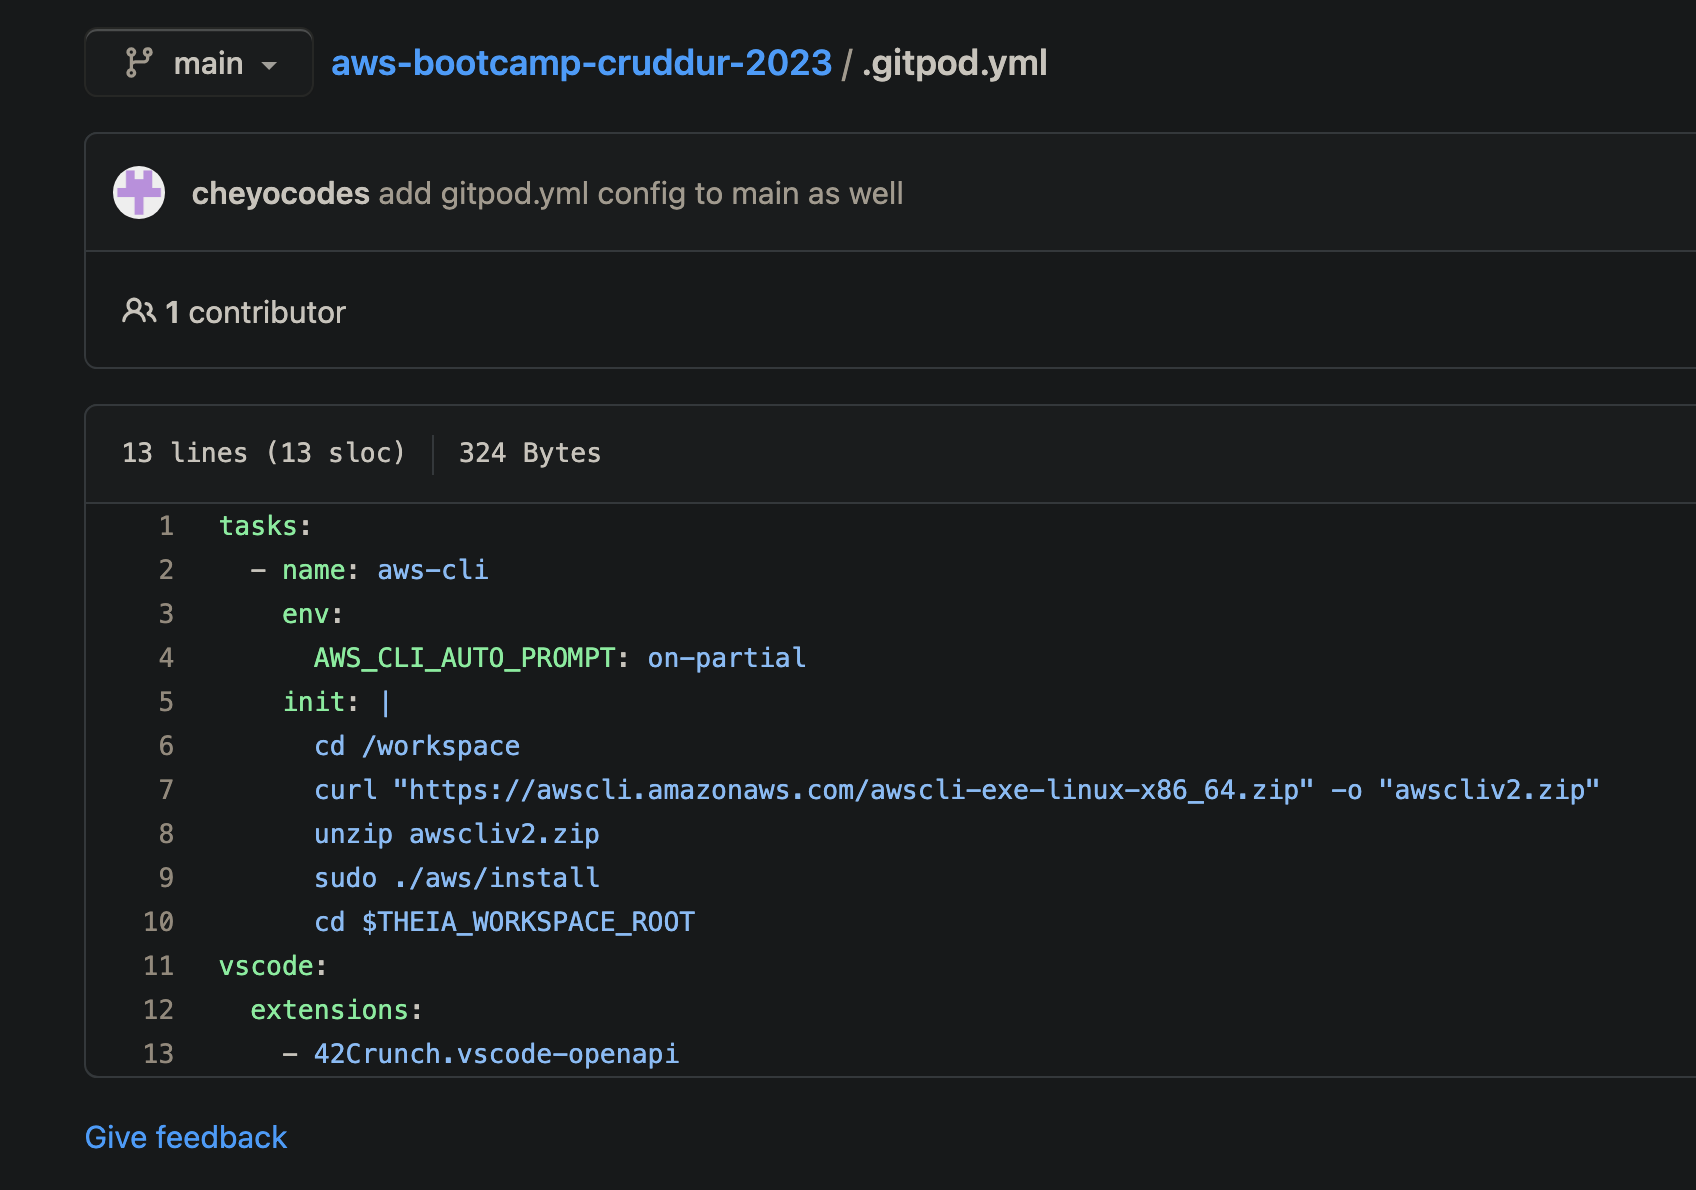 main aws-bootcamp-cruddur-2023 / .gitpod.yml
cheyocodes add gitpod.yml config to main as well
1 contributor
13 lines (13 sloc) 324 Bytes
1 tasks:
2   - name: aws-cli
3     env:
4       AWS_CLI_AUTO_PROMPT: on-partial
5     init: |
6       cd /workspace
7       curl "https://awscli.amazonaws.com/awscli-exe-linux-x86_64.zip" -o "awscliv2.zip"
8       unzip awscliv2.zip
9       sudo ./aws/install
10       cd $THEIA_WORKSPACE_ROOT
11 vscode:
12   extensions:
13     - 42Crunch.vscode-openapi
Give feedback